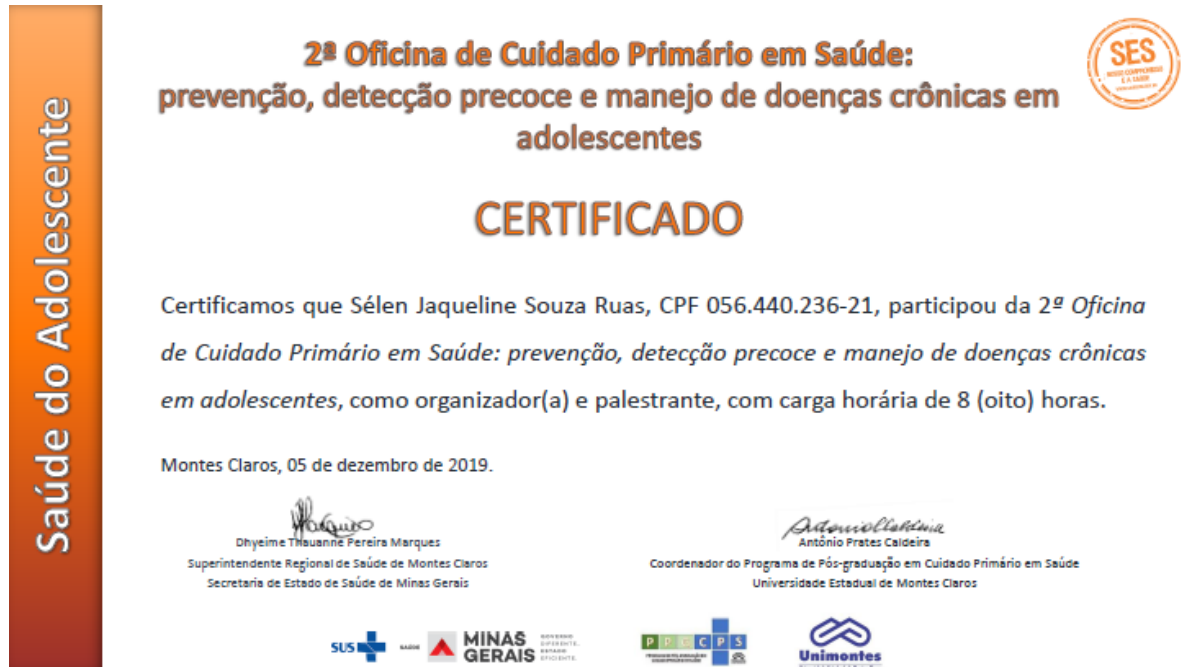 Saúde do Adolescente
2ª Oficina de Cuidado Primário em Saúde:
prevenção, detecção precoce e manejo de doenças crônicas em
adolescentes
SES
CERTIFICADO
Certificamos que Sélen Jaqueline Souza Ruas, CPF 056.440.236-21, participou da 2ª Oficina
de Cuidado Primário em Saúde: prevenção, detecção precoce e manejo de doenças crônicas
em adolescentes, como organizador(a) e palestrante, com carga horária de 8 (oito) horas.
Montes Claros, 05 de dezembro de 2019.
Dhyeime Thauanne Pereira Marques
Superintendente Regional de Saúde de Montes Claros
Secretaria de Estado de Saúde de Minas Gerais
Antônio Prates Caldeira
Coordenador do Programa de Pós-graduação em Cuidado Primário em Saúde
Universidade Estadual de Montes Claros
SUS
SAÚDE
MINAS
GERAIS
GOVERNO
DIFERENTE.
ESTADO
EFICIENTE.
PPGCPS
Unimontes